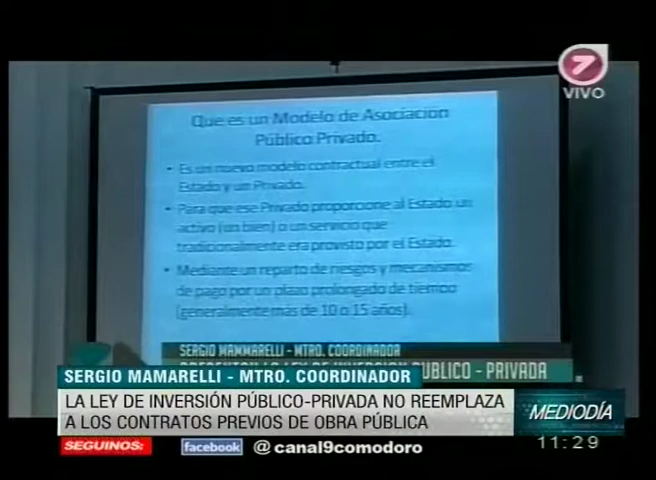 7
VIVO
Que es un Modelo de Asociación
Público Privado.
• Es un nuevo modelo contractual entre el
Estado y un Privado.
• Para que ese Privado proporcione al Estado un
activo (un bien) o un servicio que
tradicionalmente era provisto por el Estado.
• Mediante un reparto de riesgos y mecanismos
de pago por un plazo prolongado de tiempo
(generalmente más de 10 o 15 años).
SERGIO MAMMARELLI - MTRO. COORDINADOR
PUBLICO - PRIVADA
SERGIO MAMARELLI - MTRO. COORDINADOR
LA LEY DE INVERSIÓN PÚBLICO-PRIVADA NO REEMPLAZA
A LOS CONTRATOS PREVIOS DE OBRA PÚBLICA
MEDIODÍA
SEGUINOS: facebook @canal9comodoro
11:29